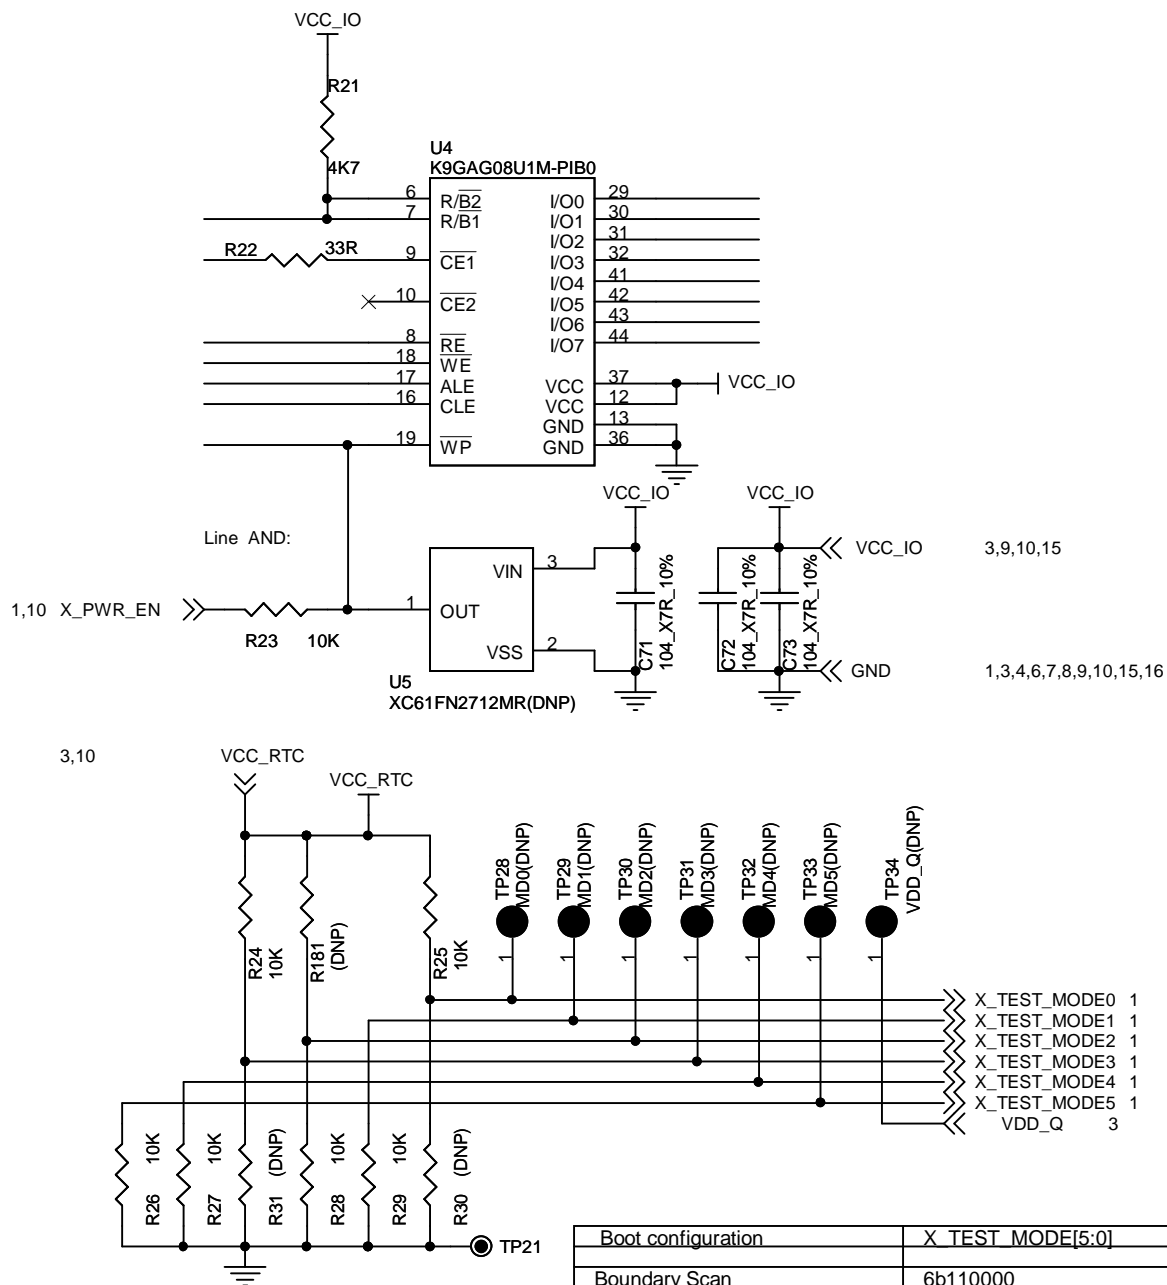 VCC_IO
R21
4K7
U4
K9GAG08U1M-PIB0
6 R/B2 I/O0 29
7 R/B1 I/O1 30
I/O2 31
R22 33R 9 CE1 I/O3 32
I/O4 41
10 CE2 I/O5 42
I/O6 43
8 RE I/O7 44
18 WE
17 ALE VCC 37 VCC_IO
16 CLE VCC 12
GND 13
19 WP GND 36
VCC_IO VCC_IO
Line AND:
VIN 3
VCC_IO 3,9,10,15
1,10 X_PWR_EN
R23 10K
1 OUT
VSS 2
C71
104_X7R_10%
C72
104_X7R_10%
C73
104_X7R_10%
GND 1,3,4,6,7,8,9,10,15,16
U5
XC61FN2712MR(DNP)
3,10 VCC_RTC
VCC_RTC
TP28
MD0(DNP)
TP29
MD1(DNP)
TP30
MD2(DNP)
TP31
MD3(DNP)
TP32
MD4(DNP)
TP33
MD5(DNP)
TP34
VDD_Q(DNP)
R24
10K
R181
(DNP)
R25
10K
1 1 1 1 1 1 1
X_TEST_MODE0 1
X_TEST_MODE1 1
X_TEST_MODE2 1
X_TEST_MODE3 1
X_TEST_MODE4 1
X_TEST_MODE5 1
VDD_Q 3
R26 10K
R27 10K
R31 (DNP)
R28 10K
R29 10K
R30 (DNP)
TP21
Boot configuration X_TEST_MODE[5:0]
Boundary Scan 6b110000